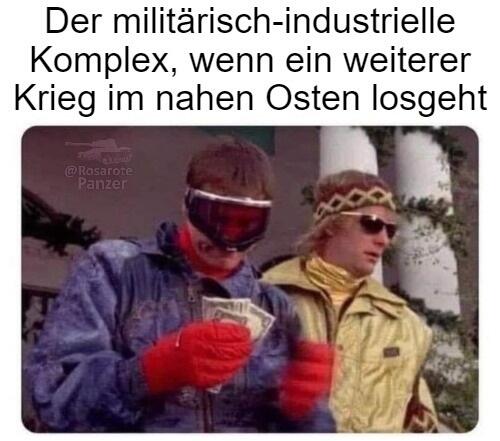 Der militärisch-industrielle
Komplex, wenn ein weiterer
Krieg im nahen Osten losgeht
@Rosarote
Panzer